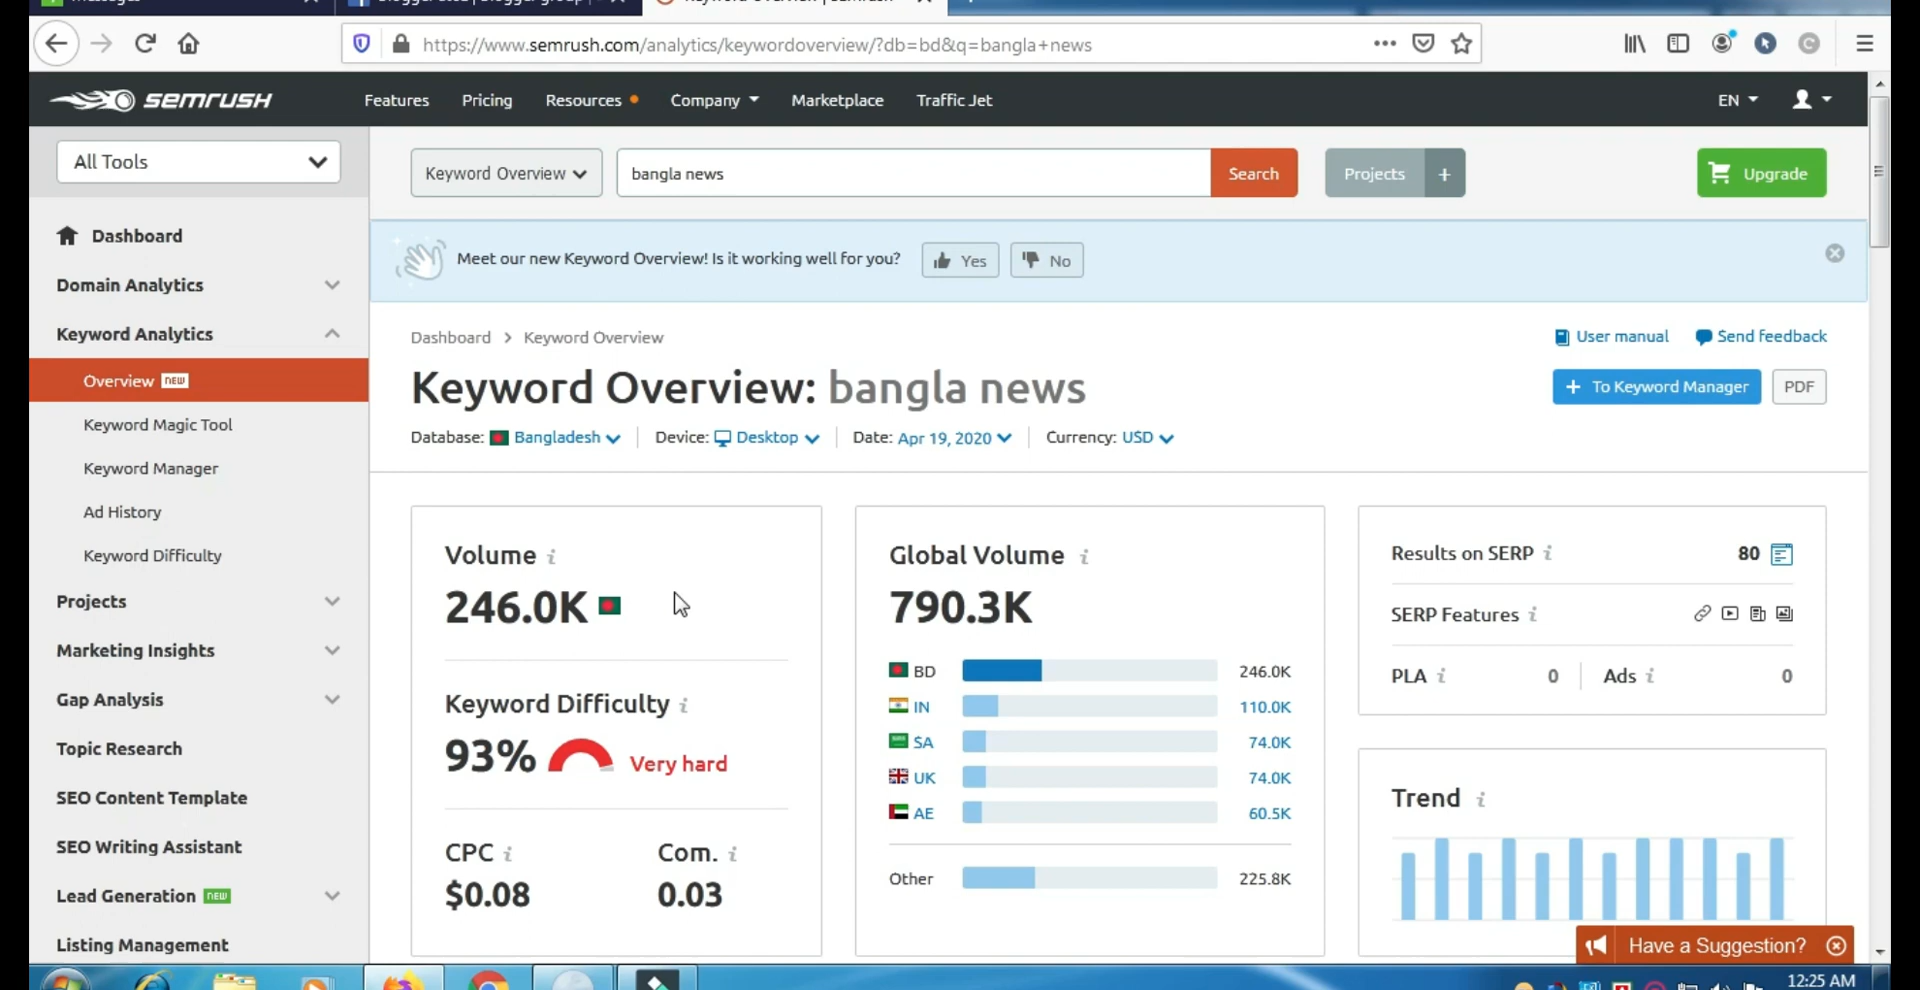 https://www.semrush.com/analytics/keywordoverview/?db=bd&q=bangla+news
SEMRUSH
Features Pricing Resources Company Marketplace Traffic Jet EN
All Tools
Keyword Overview bangla news Search Projects + Upgrade
Dashboard
Domain Analytics
Keyword Analytics
Overview NEW
Keyword Magic Tool
Keyword Manager
Ad History
Keyword Difficulty
Projects
Marketing Insights
Gap Analysis
Topic Research
SEO Content Template
SEO Writing Assistant
Lead Generation NEW
Listing Management
Meet our new Keyword Overview! Is it working well for you? Yes No
Dashboard > Keyword Overview
User manual Send feedback
Keyword Overview: bangla news
+ To Keyword Manager PDF
Database: Bangladesh Device: Desktop Date: Apr 19, 2020 Currency: USD
Volume i
246.0K
Keyword Difficulty i
93% Very hard
CPC i Com. i
$0.08 0.03
Global Volume i
790.3K
BD 246.0K
IN 110.0K
SA 74.0K
UK 74.0K
AE 60.5K
Other 225.8K
Results on SERP i 80
SERP Features i
PLA i 0 Ads i 0
Trend i
Have a Suggestion?
12:25 AM